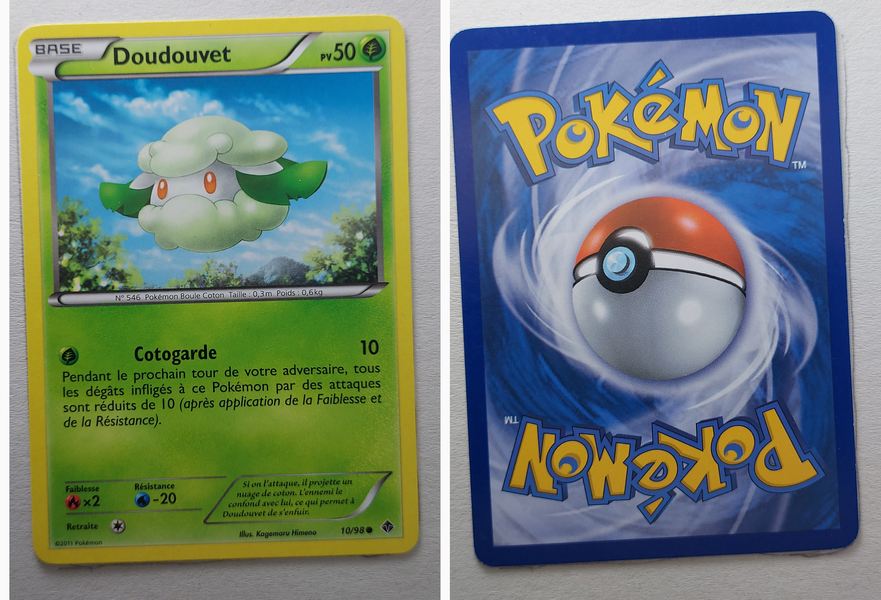 BASE
Doudouvet
PV 50
N° 546 Pokémon Boule Coton Taille : 0,3m Poids : 0,6kg
Cotogarde 10
Pendant le prochain tour de votre adversaire, tous
les dégâts infligés à ce Pokémon par des attaques
sont réduits de 10 (après application de la Faiblesse et
de la Résistance).
Faiblesse
×2
Résistance
-20
Si on l'attaque, il projette un
nuage de coton. L'ennemi le
confond avec lui, ce qui permet à
Doudouvet de s'enfuir.
Retraite
©2011 Pokémon
Illus. Kagemaru Himeno
10/98
POKéMON
TM
POKéMON
TM